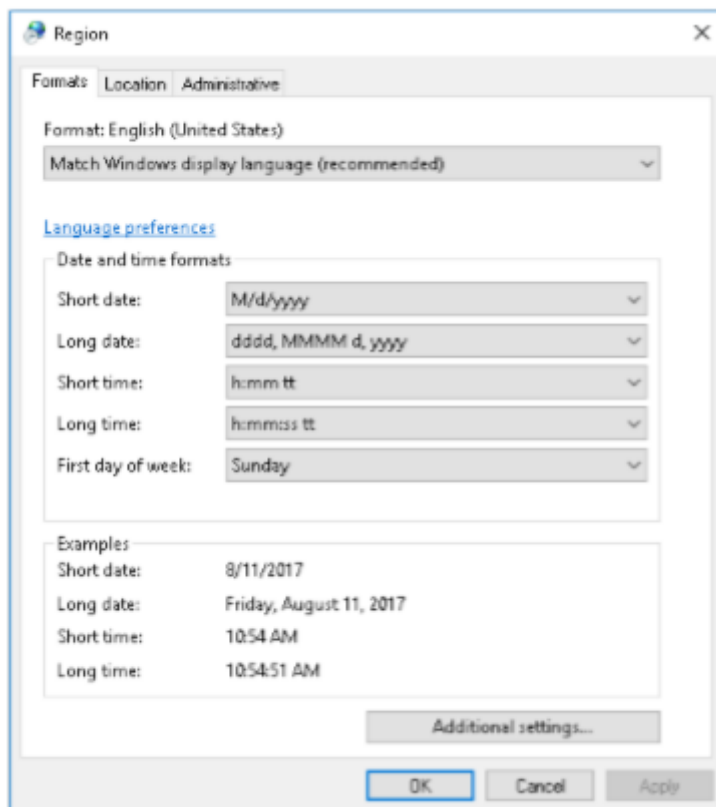 Region
Formats Location Administrative
Format: English (United States)
Match Windows display language (recommended)
Language preferences
Date and time formats
Short date: M/d/yyyy
Long date: dddd, MMMM d, yyyy
Short time: h:mm tt
Long time: h:mm:ss tt
First day of week: Sunday
Examples
Short date: 8/11/2017
Long date: Friday, August 11, 2017
Short time: 10:54 AM
Long time: 10:54:51 AM
Additional settings...
OK Cancel Apply